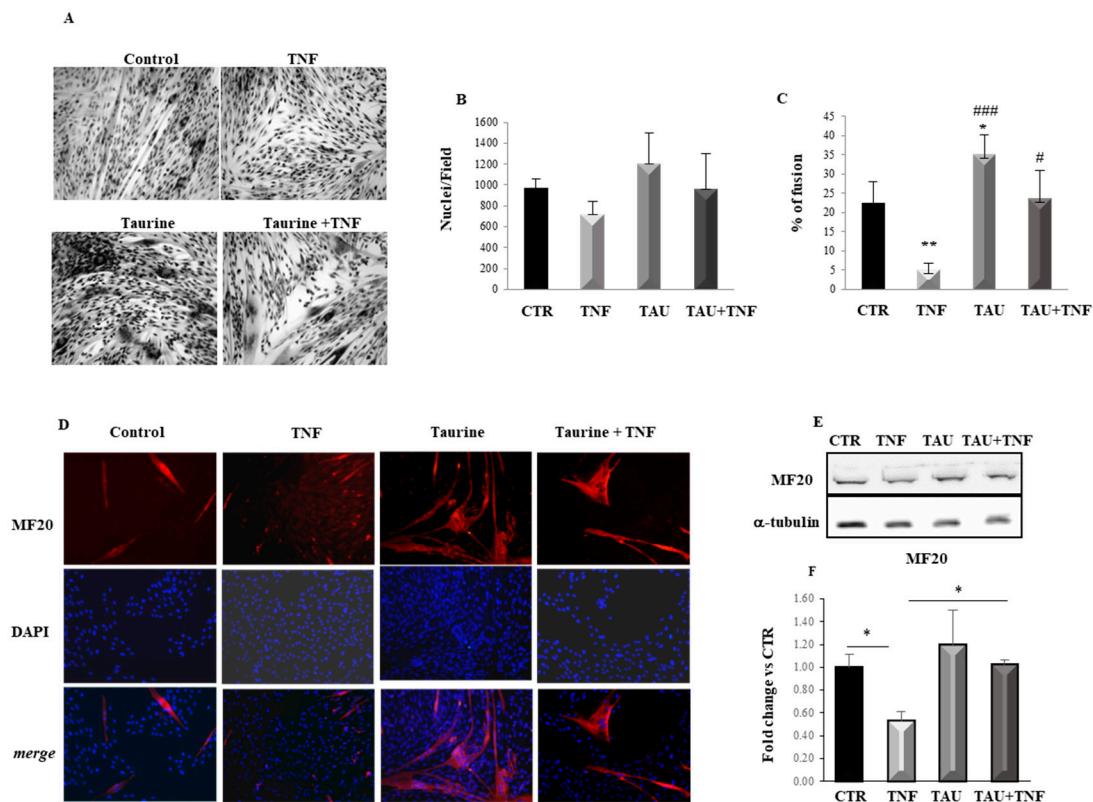 A
Control TNF
Taurine Taurine +TNF
B
Nuclei/Field
1600
1400
1200
1000
800
600
400
200
0
CTR TNF TAU TAU+TNF
C
% of fusion
45
40
35
30
25
20
15
10
5
0
**
###
*
#
CTR TNF TAU TAU+TNF
D
Control TNF Taurine Taurine + TNF
MF20
DAPI
merge
E
CTR TNF TAU TAU+TNF
MF20
α-tubulin
MF20
F
Fold change vs CTR
1.60
1.40
1.20
1.00
0.80
0.60
0.40
0.20
0.00
*
*
CTR TNF TAU TAU+TNF